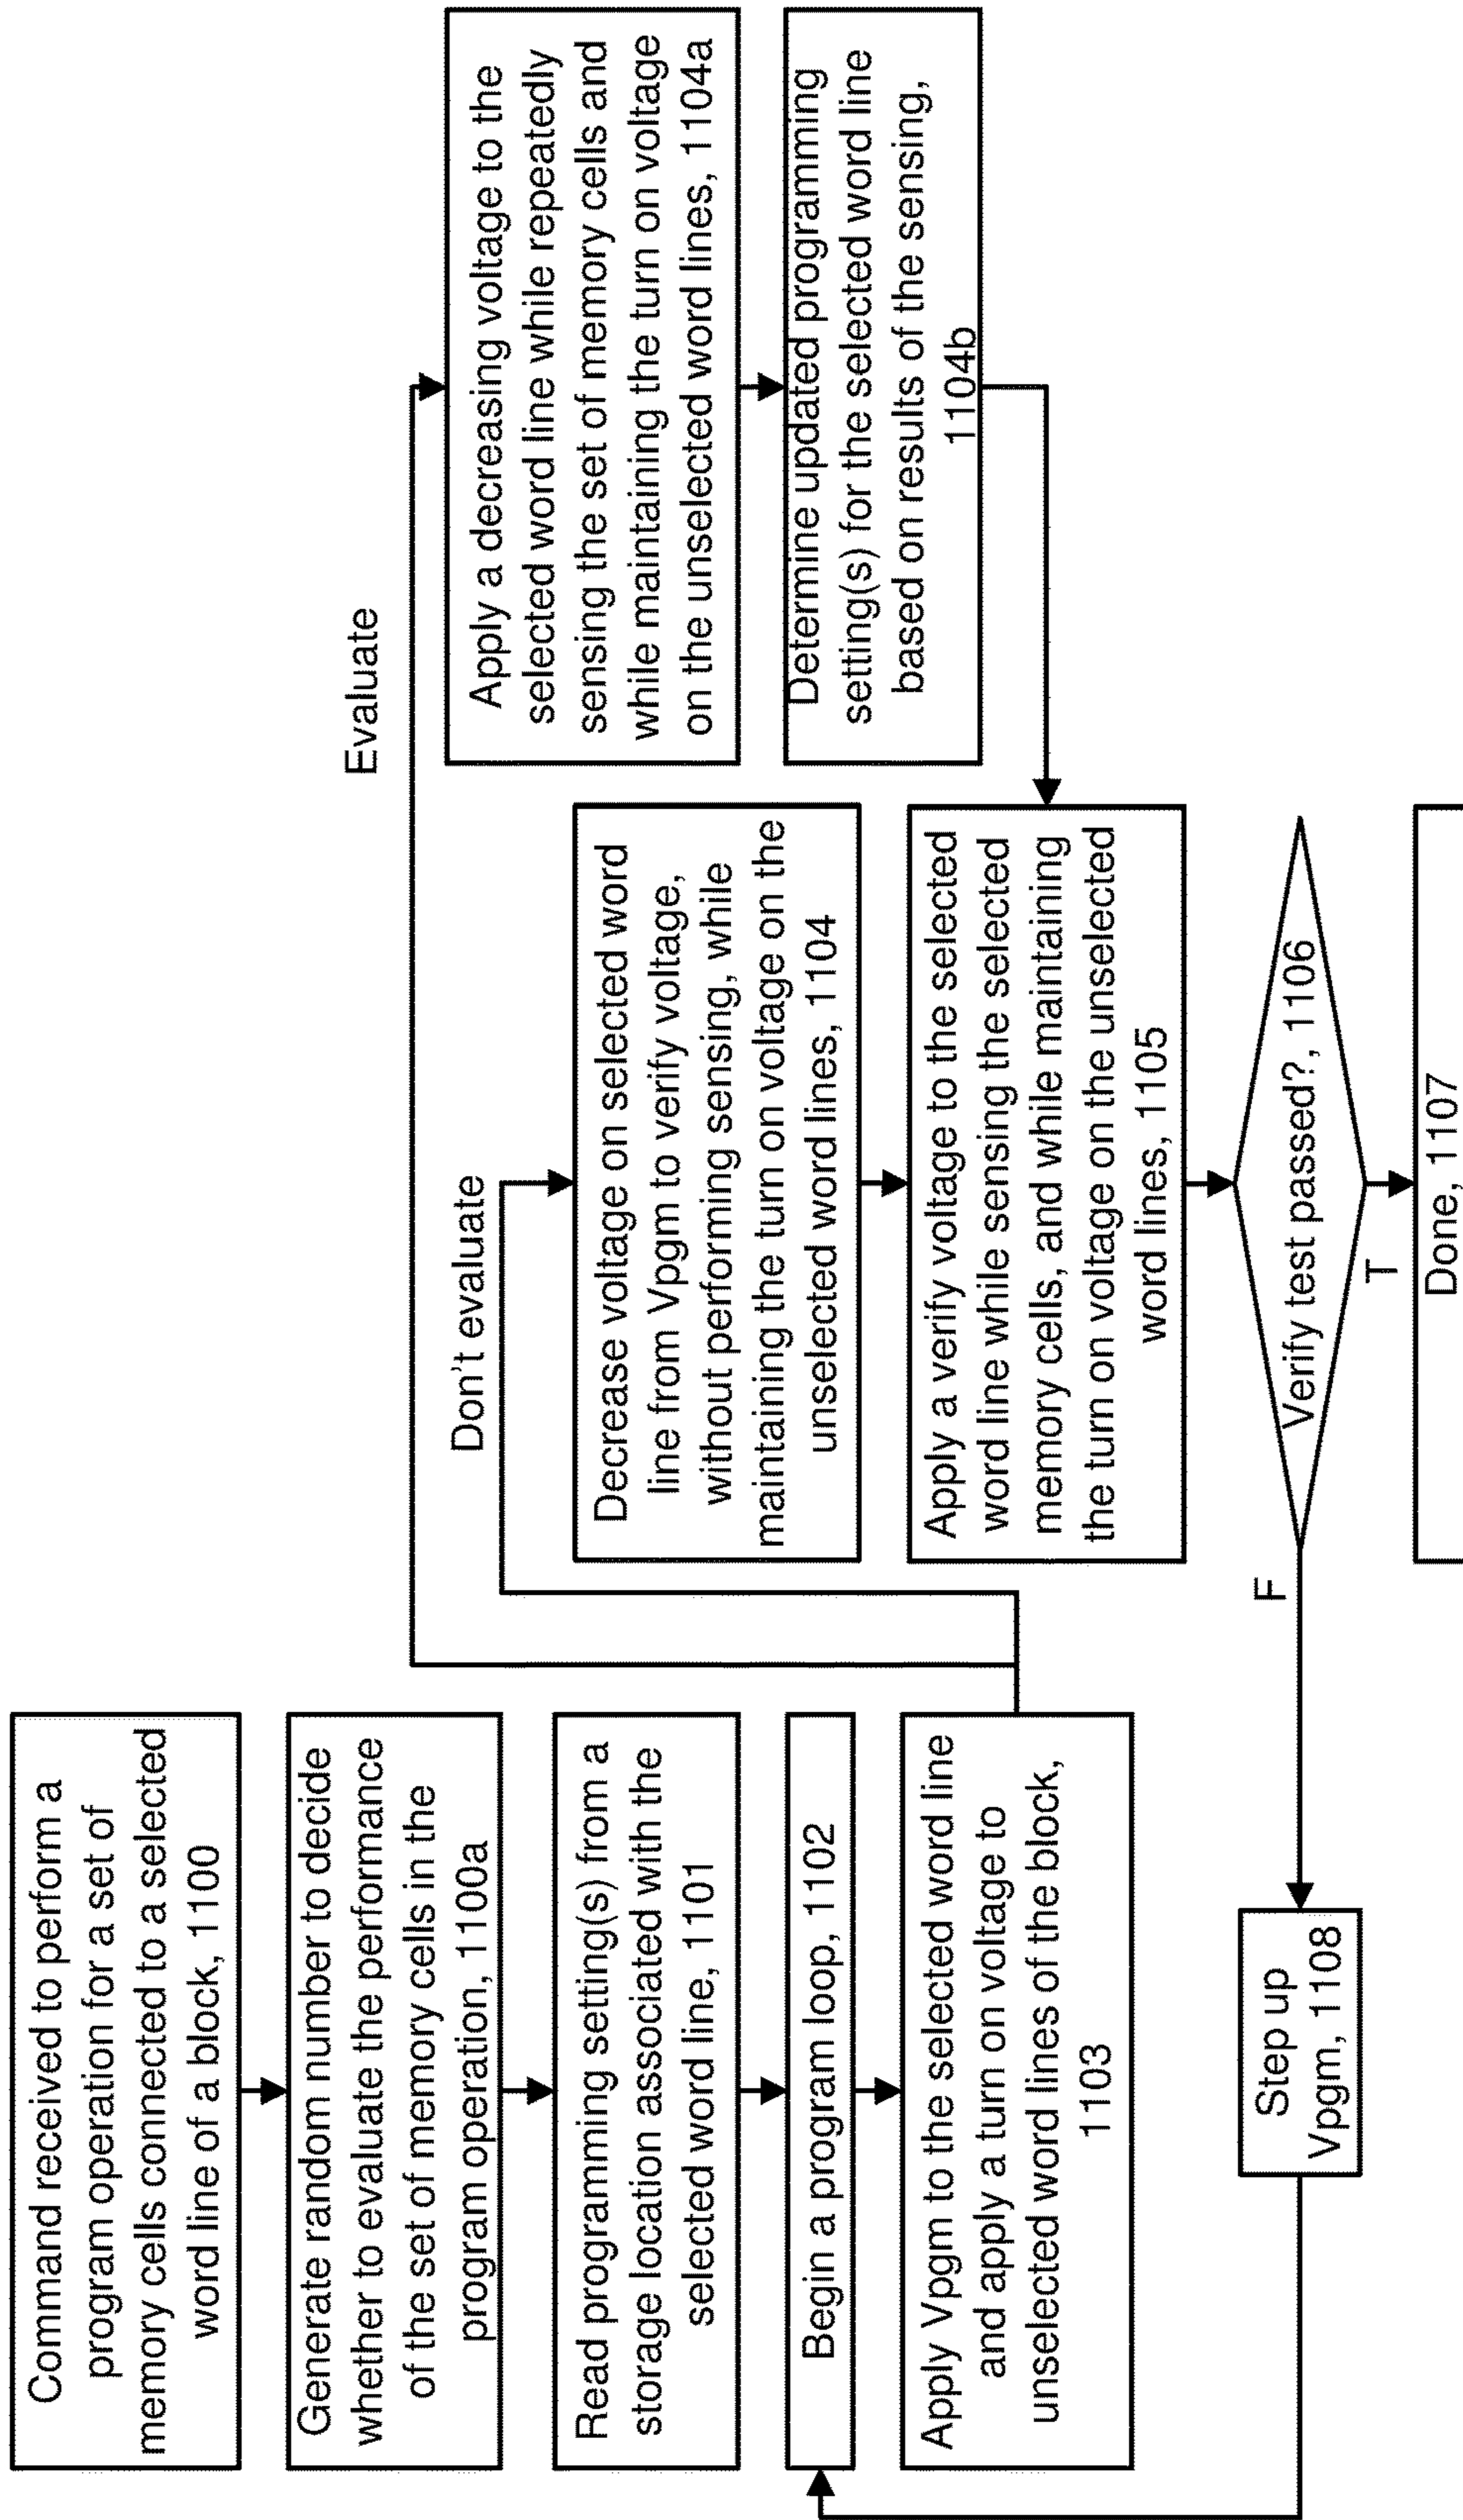 Command received to perform a
program operation for a set of
memory cells connected to a selected
word line of a block, 1100
Generate random number to decide
whether to evaluate the performance
of the set of memory cells in the
program operation, 1100a
Read programming setting(s) from a
storage location associated with the
selected word line, 1101
Begin a program loop, 1102
Apply Vpgm to the selected word line
and apply a turn on voltage to
unselected word lines of the block,
1103
Don't evaluate
Evaluate
Decrease voltage on selected word
line from Vpgm to verify voltage,
without performing sensing, while
maintaining the turn on voltage on the
unselected word lines, 1104
Apply a decreasing voltage to the
selected word line while repeatedly
sensing the set of memory cells and
while maintaining the turn on voltage
on the unselected word lines, 1104a
Determine updated programming
setting(s) for the selected word line
based on results of the sensing,
1104b
Apply a verify voltage to the selected
word line while sensing the selected
memory cells, and while maintaining
the turn on voltage on the unselected
word lines, 1105
Verify test passed?, 1106
F
T
Step up
Vpgm, 1108
Done, 1107